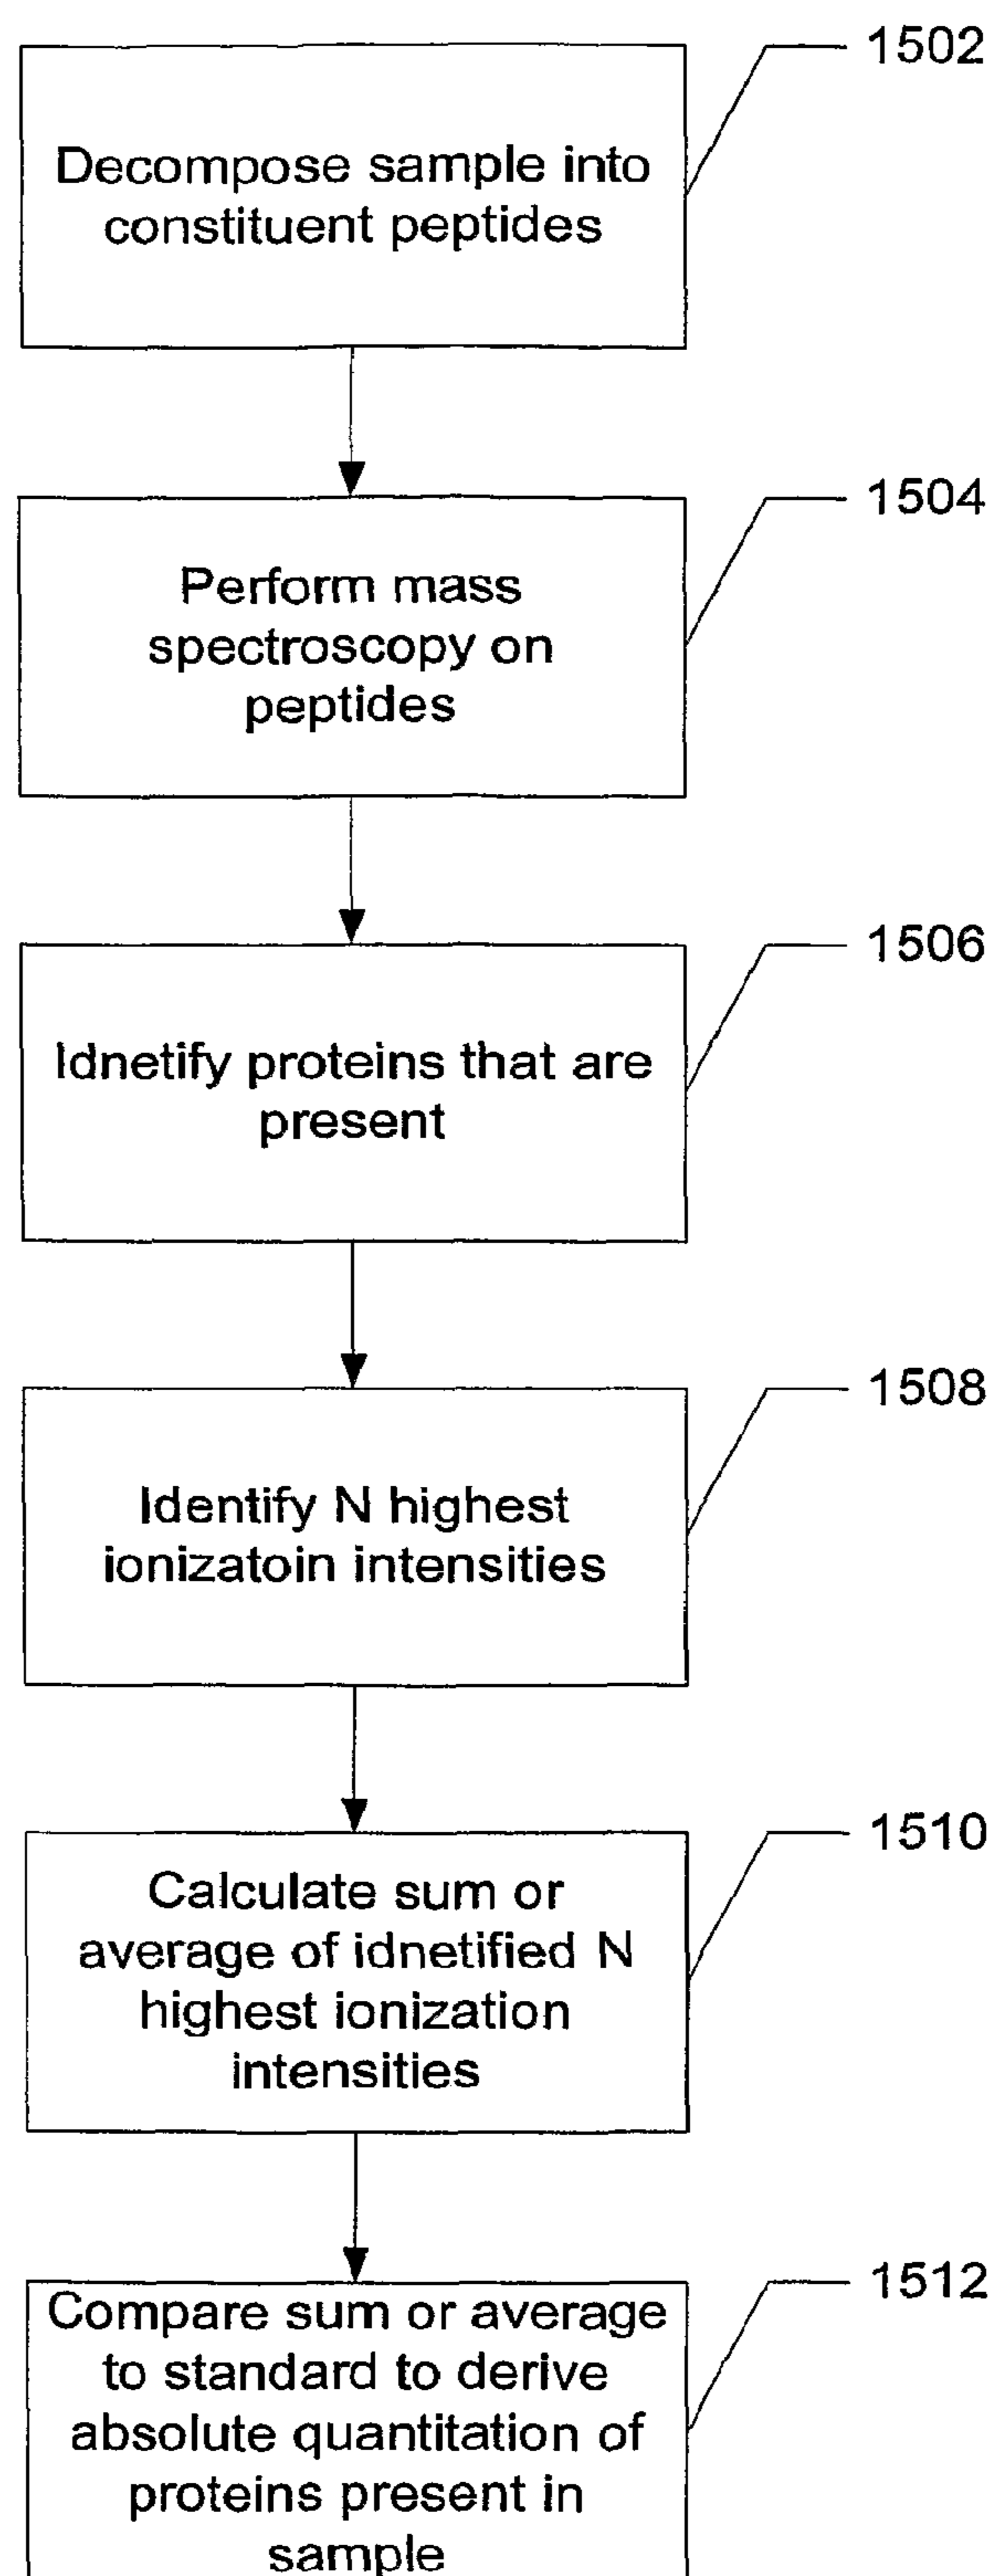 1502
Decompose sample into
constituent peptides
1504
Perform mass
spectroscopy on
peptides
1506
Idnetify proteins that are
present
1508
Identify N highest
ionizatoin intensities
1510
Calculate sum or
average of idnetified N
highest ionization
intensities
1512
Compare sum or average
to standard to derive
absolute quantitation of
proteins present in
sample